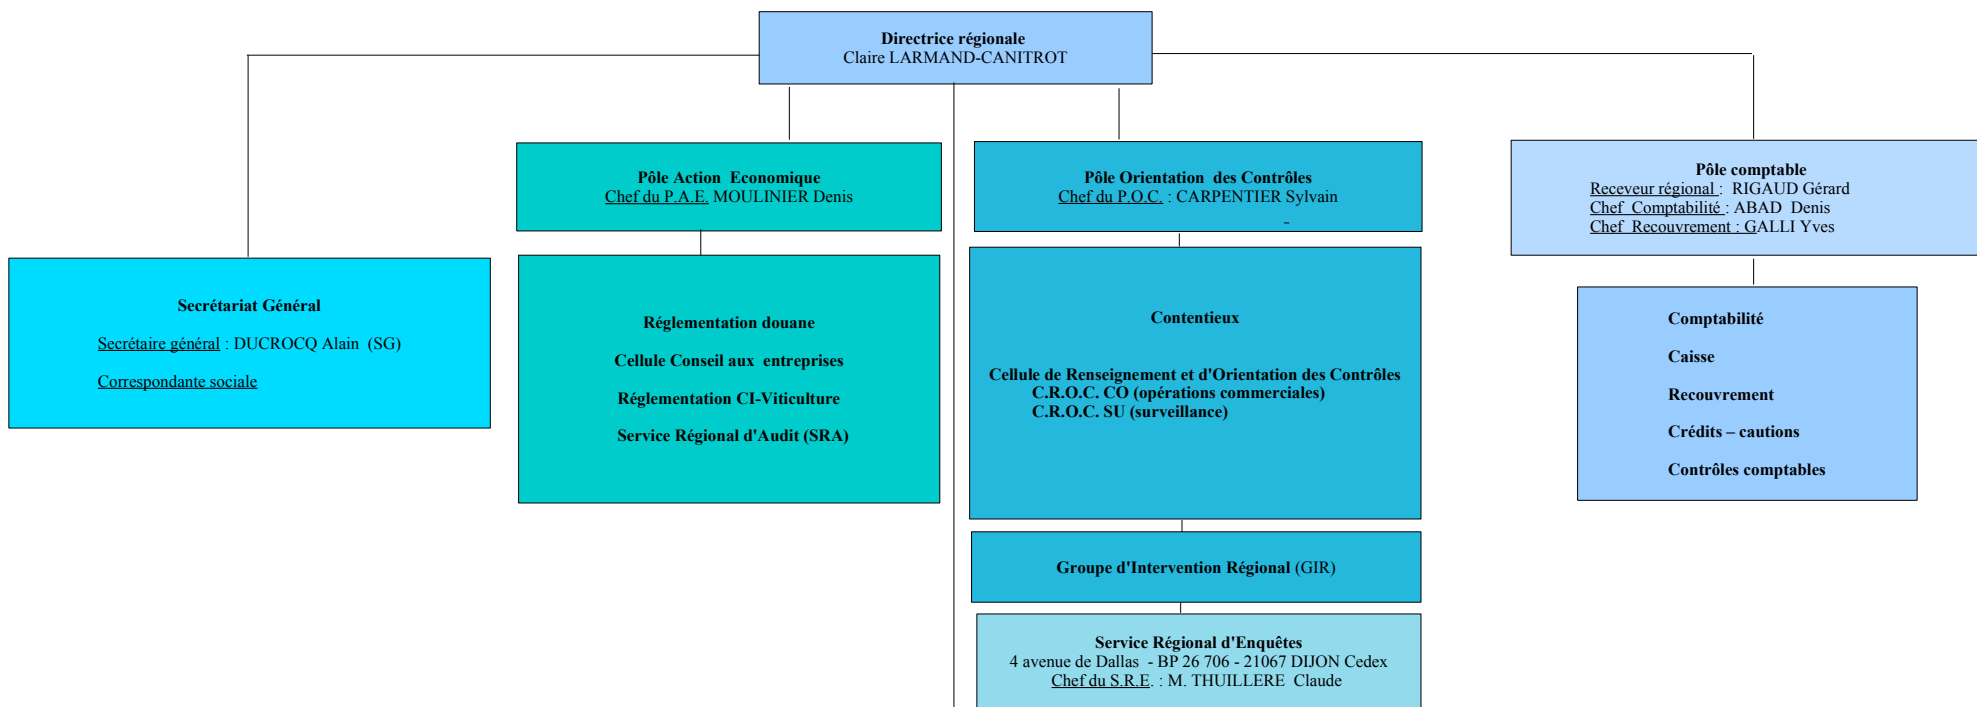 Directrice régionale
Claire LARMAND-CANITROT
Pôle Action Economique
Chef du P.A.E. MOULINIER Denis
Pôle Orientation des Contrôles
Chef du P.O.C. : CARPENTIER Sylvain
-
Pôle comptable
Receveur régional : RIGAUD Gérard
Chef Comptabilité : ABAD Denis
Chef Recouvrement : GALLI Yves
Secrétariat Général
Secrétaire général : DUCROCQ Alain (SG)
Correspondante sociale
Réglementation douane
Cellule Conseil aux entreprises
Réglementation CI-Viticulture
Service Régional d'Audit (SRA)
Contentieux
Cellule de Renseignement et d'Orientation des Contrôles
C.R.O.C. CO (opérations commerciales)
C.R.O.C. SU (surveillance)
Comptabilité
Caisse
Recouvrement
Crédits – cautions
Contrôles comptables
Groupe d'Intervention Régional (GIR)
Service Régional d'Enquêtes
4 avenue de Dallas - BP 26 706 - 21067 DIJON Cedex
Chef du S.R.E. : M. THUILLERE Claude